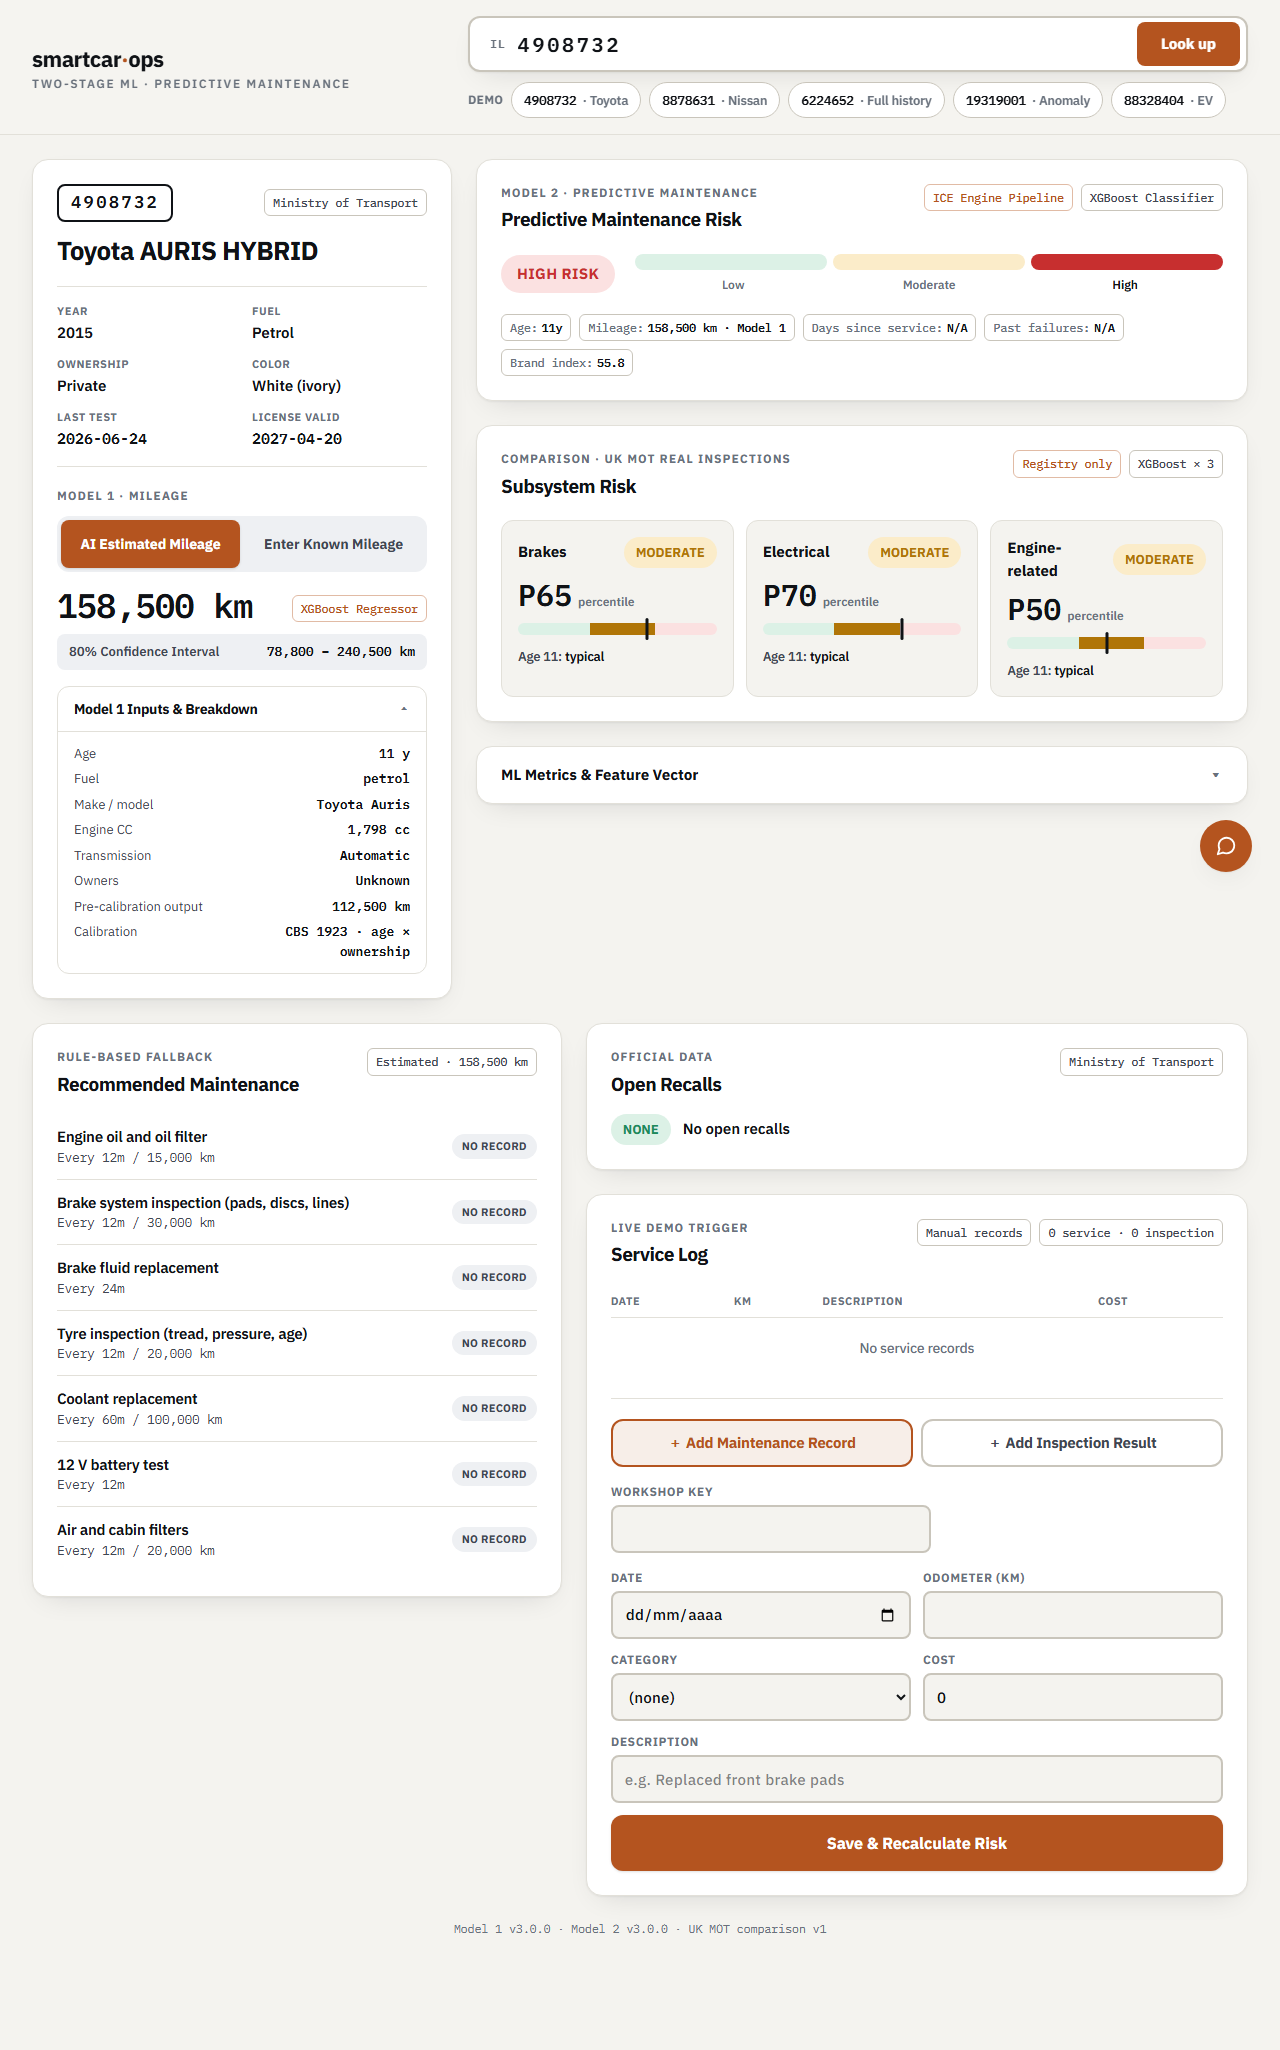 smartcar·ops
TWO-STAGE ML · PREDICTIVE MAINTENANCE
IL 4908732
Look up
DEMO
4908732 · Toyota
8878631 · Nissan
6224652 · Full history
19319001 · Anomaly
88328404 · EV
4908732
Ministry of Transport
Toyota AURIS HYBRID
YEAR
2015
FUEL
Petrol
OWNERSHIP
Private
COLOR
White (ivory)
LAST TEST
2026-06-24
LICENSE VALID
2027-04-20
MODEL 1 · MILEAGE
AI Estimated Mileage
Enter Known Mileage
158,500 km
XGBoost Regressor
80% Confidence Interval
78,800 – 240,500 km
Model 1 Inputs & Breakdown
Age
11 y
Fuel
petrol
Make / model
Toyota Auris
Engine CC
1,798 cc
Transmission
Automatic
Owners
Unknown
Pre-calibration output
112,500 km
Calibration
CBS 1923 · age ×
ownership
MODEL 2 · PREDICTIVE MAINTENANCE
Predictive Maintenance Risk
ICE Engine Pipeline
XGBoost Classifier
HIGH RISK
Low
Moderate
High
Age: 11y
Mileage: 158,500 km · Model 1
Days since service: N/A
Past failures: N/A
Brand index: 55.8
COMPARISON · UK MOT REAL INSPECTIONS
Subsystem Risk
Registry only
XGBoost × 3
Brakes
MODERATE
P65 percentile
Age 11: typical
Electrical
MODERATE
P70 percentile
Age 11: typical
Engine-
related
MODERATE
P50 percentile
Age 11: typical
ML Metrics & Feature Vector
RULE-BASED FALLBACK
Recommended Maintenance
Estimated · 158,500 km
Engine oil and oil filter
Every 12m / 15,000 km
NO RECORD
Brake system inspection (pads, discs, lines)
Every 12m / 30,000 km
NO RECORD
Brake fluid replacement
Every 24m
NO RECORD
Tyre inspection (tread, pressure, age)
Every 12m / 20,000 km
NO RECORD
Coolant replacement
Every 60m / 100,000 km
NO RECORD
12 V battery test
Every 12m
NO RECORD
Air and cabin filters
Every 12m / 20,000 km
NO RECORD
OFFICIAL DATA
Open Recalls
Ministry of Transport
NONE
No open recalls
LIVE DEMO TRIGGER
Service Log
Manual records
0 service · 0 inspection
DATE
KM
DESCRIPTION
COST
No service records
+ Add Maintenance Record
+ Add Inspection Result
WORKSHOP KEY
DATE
dd/mm/aaaa
ODOMETER (KM)
CATEGORY
(none)
COST
0
DESCRIPTION
e.g. Replaced front brake pads
Save & Recalculate Risk
Model 1 v3.0.0 · Model 2 v3.0.0 · UK MOT comparison v1